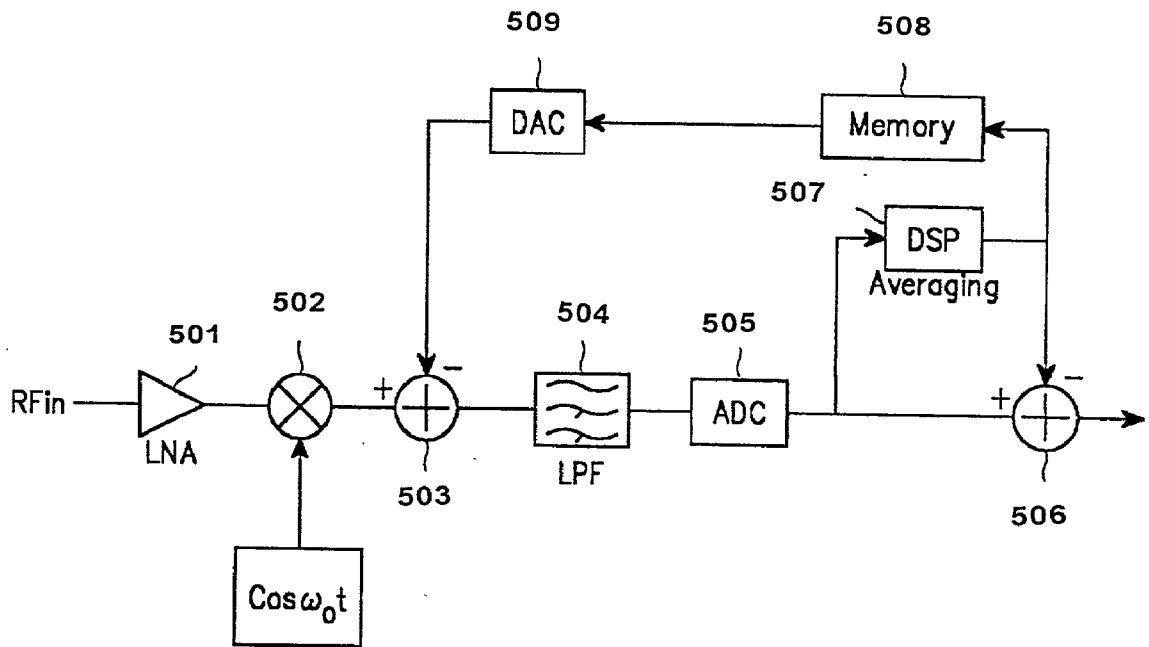 509
508
DAC
Memory
507
DSP
Averaging
502
504
505
501
RFin
+
−
ADC
+
−
LNA
503
LPF
506
Cosω₀t